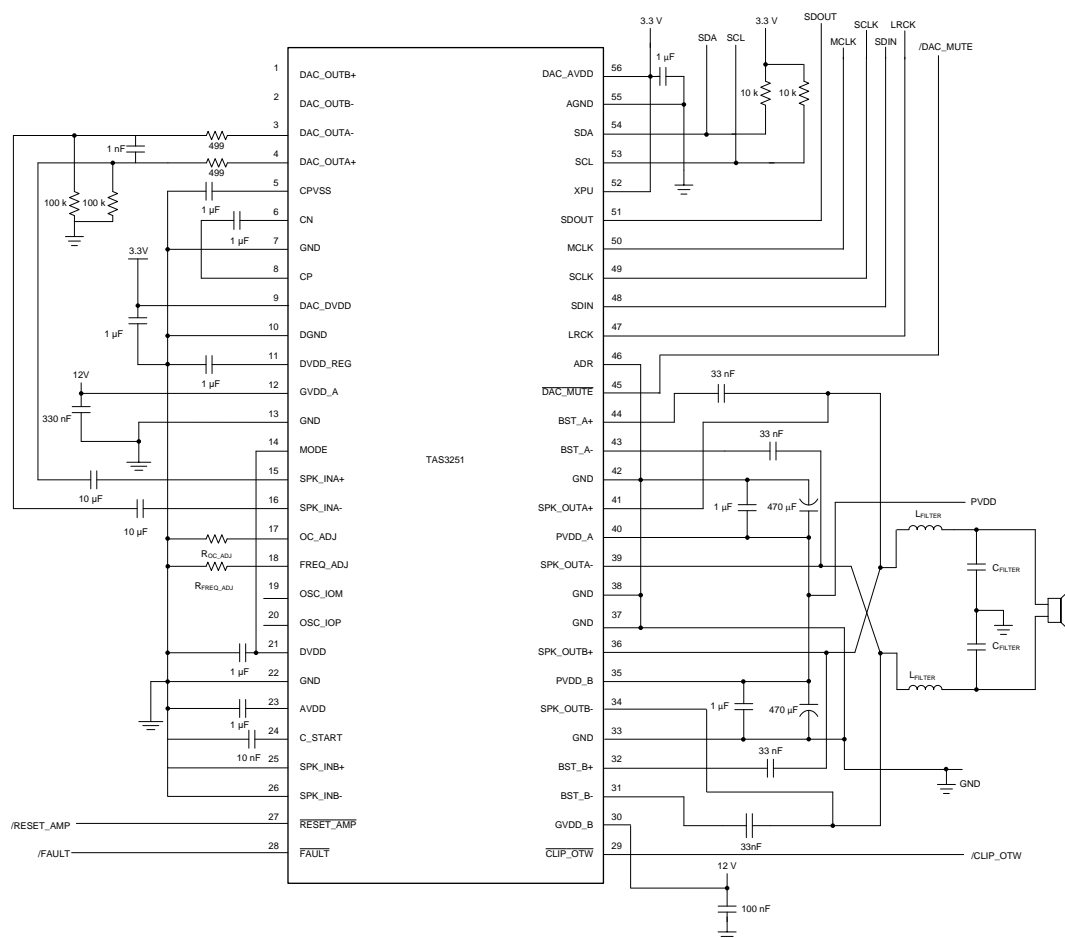 3.3 V
3.3 V
SDOUT
SCLK
LRCK
SDA
SCL
MCLK
SDIN
/DAC_MUTE
1 µF
10 k
10 k
1 nF
499
499
100 k
100 k
1 µF
1 µF
3.3V
1 µF
1 µF
12V
330 nF
10 µF
10 µF
R_OC_ADJ
R_FREQ_ADJ
1 µF
1 µF
10 nF
/RESET_AMP
/FAULT
1 DAC_OUTB+
2 DAC_OUTB-
3 DAC_OUTA-
4 DAC_OUTA+
5 CPVSS
6 CN
7 GND
8 CP
9 DAC_DVDD
10 DGND
11 DVDD_REG
12 GVDD_A
13 GND
14 MODE
15 SPK_INA+
16 SPK_INA-
17 OC_ADJ
18 FREQ_ADJ
19 OSC_IOM
20 OSC_IOP
21 DVDD
22 GND
23 AVDD
24 C_START
25 SPK_INB+
26 SPK_INB-
27 RESET_AMP
28 FAULT
TAS3251
DAC_AVDD 56
AGND 55
SDA 54
SCL 53
XPU 52
SDOUT 51
MCLK 50
SCLK 49
SDIN 48
LRCK 47
ADR 46
DAC_MUTE 45
BST_A+ 44
BST_A- 43
GND 42
SPK_OUTA+ 41
PVDD_A 40
SPK_OUTA- 39
GND 38
GND 37
SPK_OUTB+ 36
PVDD_B 35
SPK_OUTB- 34
GND 33
BST_B+ 32
BST_B- 31
GVDD_B 30
CLIP_OTW 29
33 nF
33 nF
1 µF
470 µF
PVDD
L_FILTER
C_FILTER
C_FILTER
L_FILTER
1 µF
470 µF
33 nF
GND
33nF
/CLIP_OTW
12 V
100 nF